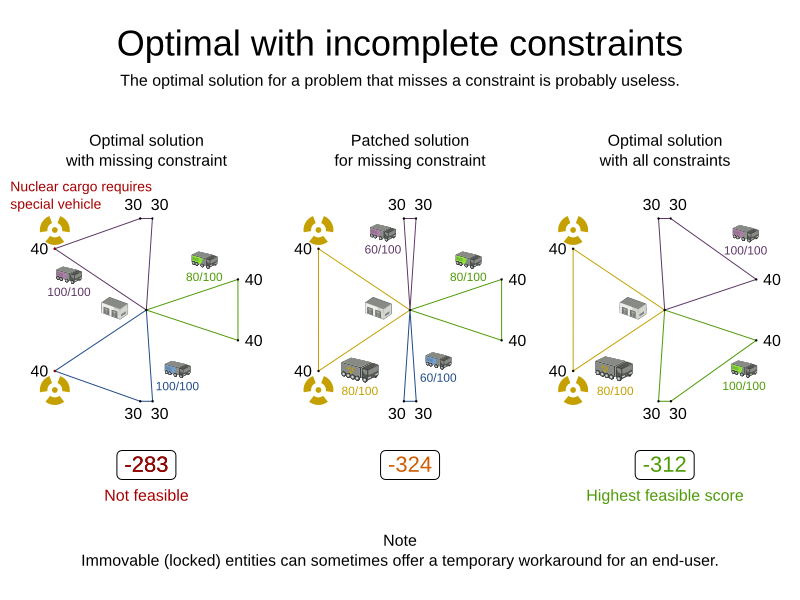 Optimal with incomplete constraints
The optimal solution for a problem that misses a constraint is probably useless.
Optimal solution
with missing constraint
Nuclear cargo requires
special vehicle
30 30
40
100/100
80/100
40
40
40
100/100
30 30
-283
Not feasible
Patched solution
for missing constraint
30 30
40
60/100
80/100
40
40
40
80/100
60/100
30 30
-324
Optimal solution
with all constraints
30 30
40
100/100
40
40
40
80/100
100/100
30 30
-312
Highest feasible score
Note
Immovable (locked) entities can sometimes offer a temporary workaround for an end-user.